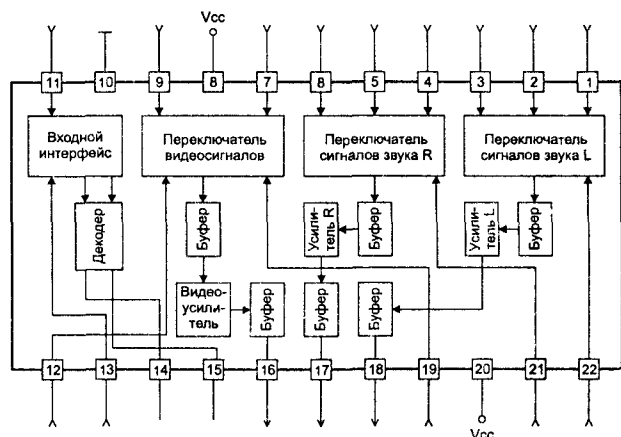 Vcc
11 10 9 8 7 8 5 4 3 2 1
Входной
интерфейс
Переключатель
видеосигналов
Переключатель
сигналов звука R
Переключатель
сигналов звука L
Декодер
Буфер
Усили-
тель R
Буфер
Усили-
тель L
Буфер
Видео-
усили-
тель
Буфер
Буфер
Буфер
12 13 14 15 16 17 18 19 20 21 22
Vcc